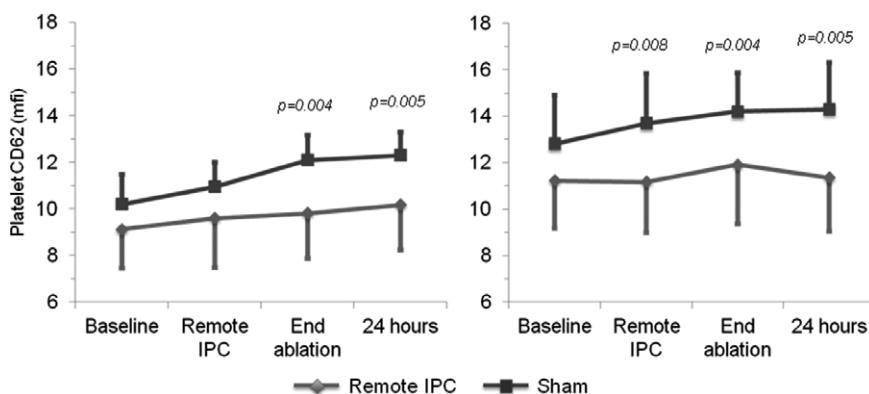 Platelet CD62 (mfi)
18
16
14
12
10
8
6
p=0.004
p=0.005
Baseline
Remote IPC
End ablation
24 hours
18
16
14
12
10
8
6
p=0.008
p=0.004
p=0.005
Baseline
Remote IPC
End ablation
24 hours
Remote IPC
Sham